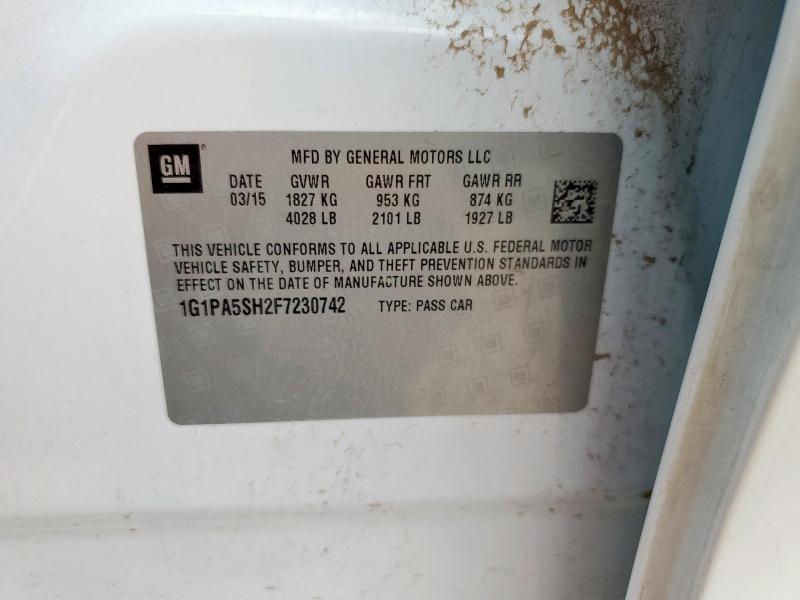 GM
MFD BY GENERAL MOTORS LLC
DATE GVWR GAWR FRT GAWR RR
03/15 1827 KG 953 KG 874 KG
4028 LB 2101 LB 1927 LB
THIS VEHICLE CONFORMS TO ALL APPLICABLE U.S. FEDERAL MOTOR
VEHICLE SAFETY, BUMPER, AND THEFT PREVENTION STANDARDS IN
EFFECT ON THE DATE OF MANUFACTURE SHOWN ABOVE.
1G1PA5SH2F7230742 TYPE: PASS CAR